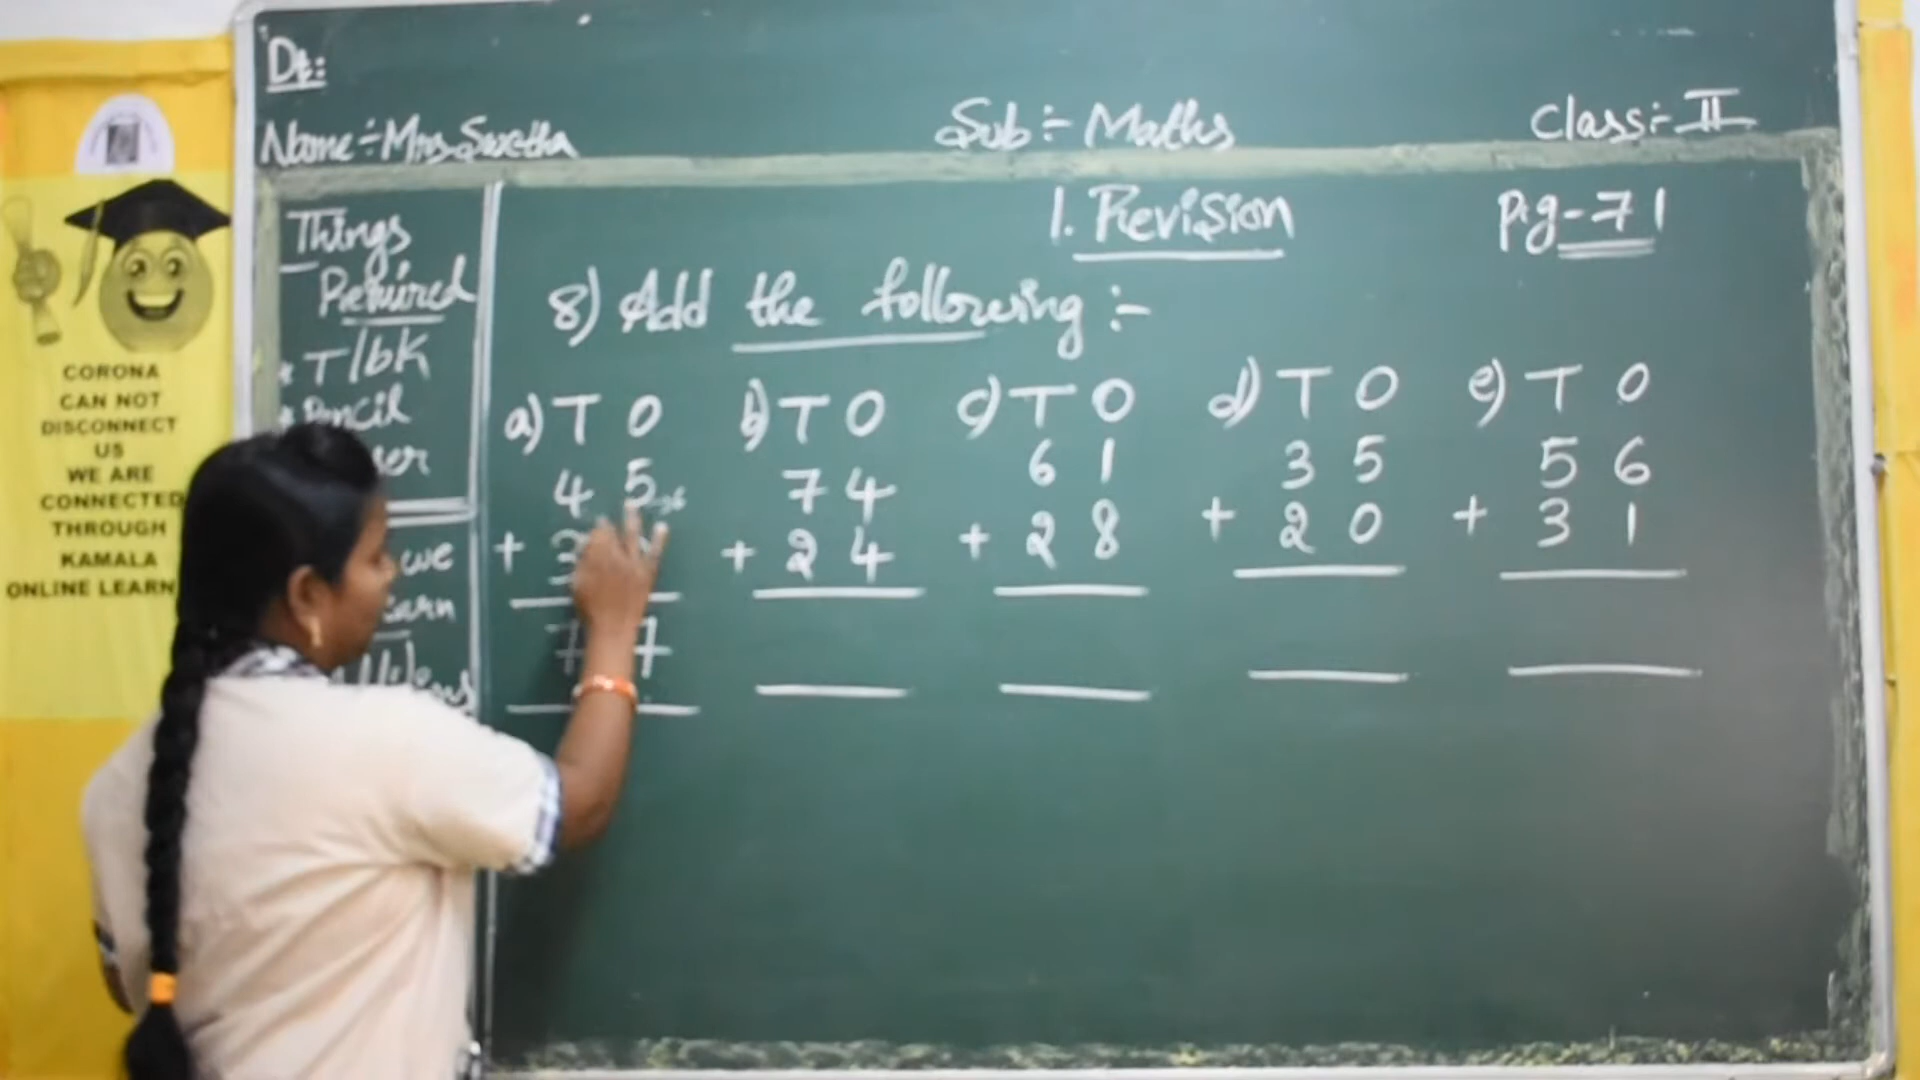 Dt:
Name:- Mrs. Swetha Sub:- Maths Class:- II
Things
Required
T/bk
Pencil
we
1. Revision Pg-71
8) Add the following :-
a) T O b) T O c) T O d) T O e) T O
4 5 7 4 6 1 3 5 5 6
+ 3 + 2 4 + 2 8 + 2 0 + 3 1
7 7
CORONA
CAN NOT
DISCONNECT
US
WE ARE
CONNECTED
THROUGH
KAMALA
ONLINE LEARN